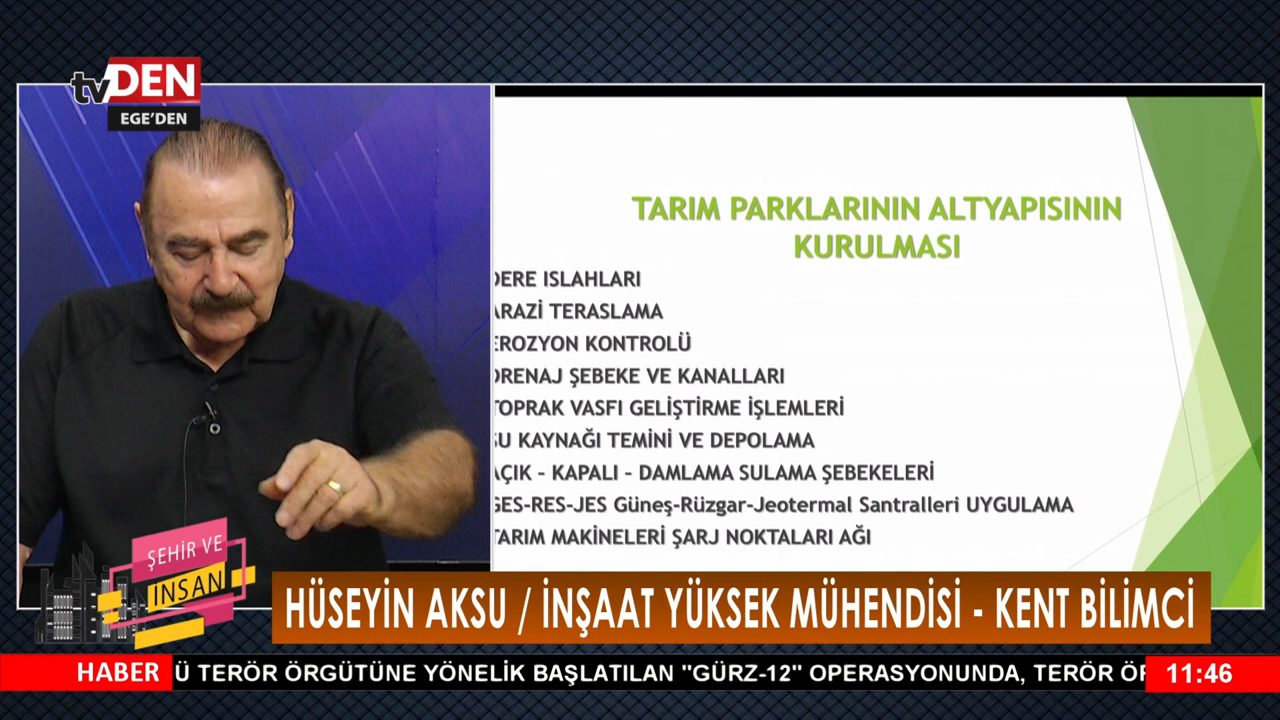 tvDEN
EGE'DEN
TARIM PARKLARININ ALTYAPISININ
KURULMASI
DERE ISLAHLARI
ARAZİ TERASLAMA
EROZYON KONTROLÜ
DRENAJ ŞEBEKE VE KANALLARI
TOPRAK VASFI GELİŞTİRME İŞLEMLERİ
SU KAYNAĞI TEMİNİ VE DEPOLAMA
AÇIK – KAPALI – DAMLAMA SULAMA ŞEBEKELERİ
GES-RES-JES Güneş-Rüzgar-Jeotermal Santralleri UYGULAMA
TARIM MAKİNELERİ ŞARJ NOKTALARI AĞI
ŞEHİR VE
INSAN
HÜSEYİN AKSU / İNŞAAT YÜKSEK MÜHENDİSİ - KENT BİLİMCİ
HABER Ü TERÖR ÖRGÜTÜNE YÖNELİK BAŞLATILAN "GÜRZ-12" OPERASYONUNDA, TERÖR ÖR 11:46